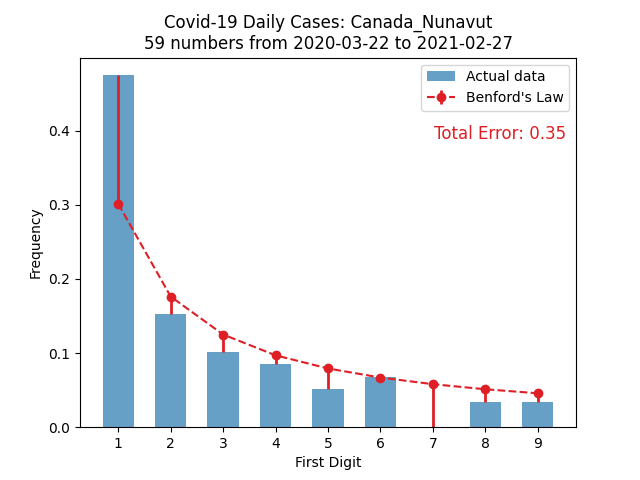 Covid-19 Daily Cases: Canada_Nunavut
59 numbers from 2020-03-22 to 2021-02-27
Actual data
Benford's Law
Total Error: 0.35
0.4
0.3
0.2
0.1
0.0
Frequency
1 2 3 4 5 6 7 8 9
First Digit